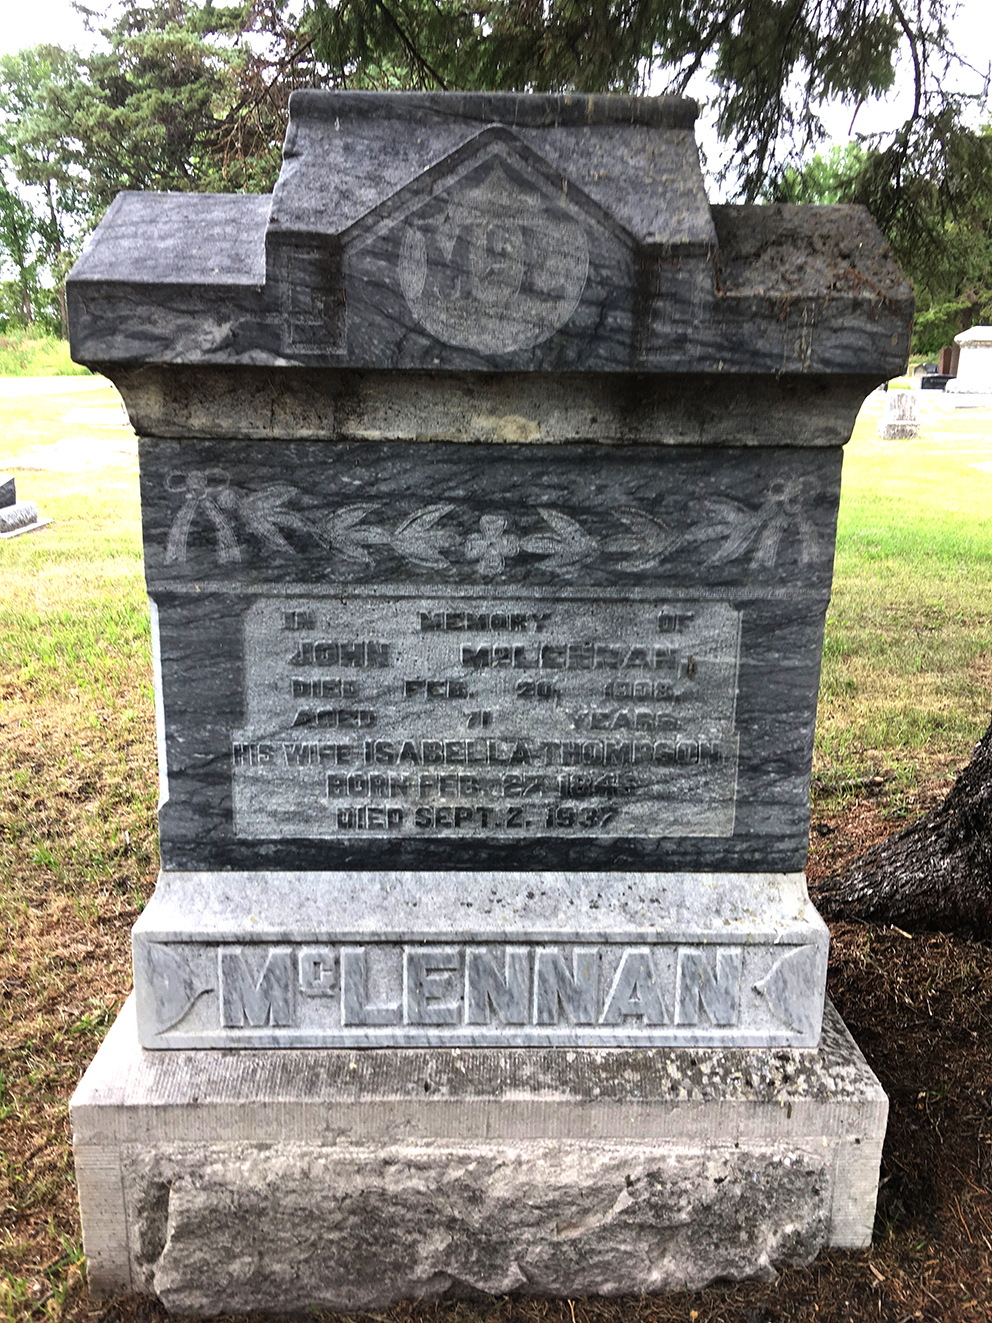 McL
IN MEMORY OF
JOHN McLENNAN,
DIED FEB. 20, 1908.
AGED 71 YEARS.
HIS WIFE ISABELLA THOMPSON
BORN FEB. 27,
DIED SEPT. 2, 1937
McLENNAN